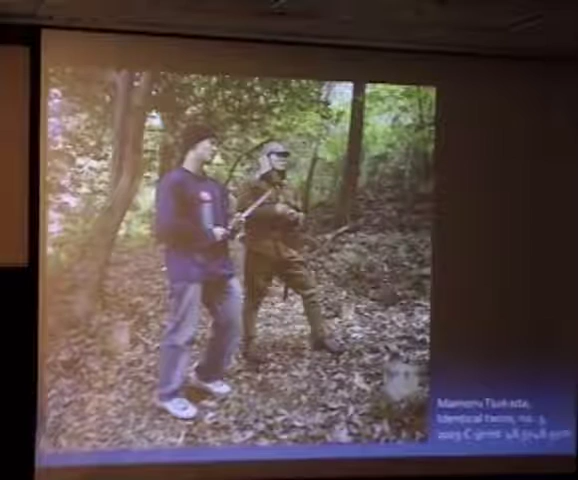 Mamoru Tsukada,
Identical twins, no. 5
2003 C-print